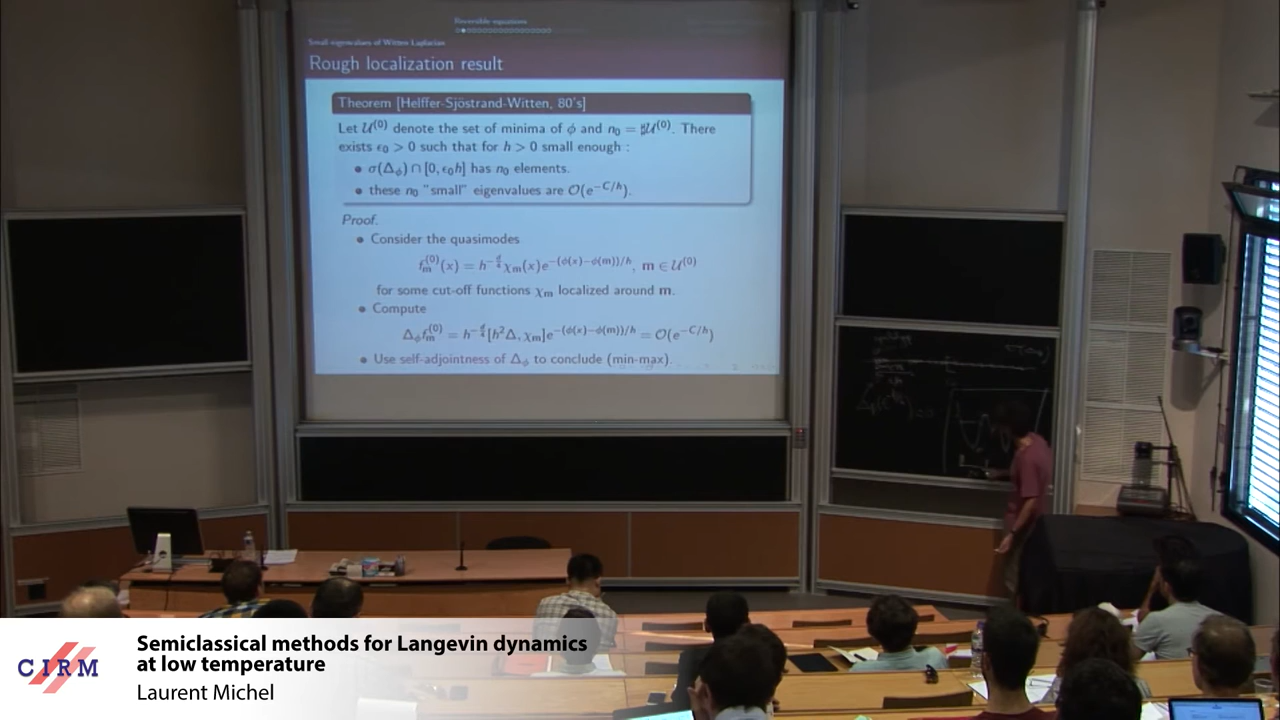 Reversible equations
Small eigenvalues of Witten Laplacian
Rough localization result
Theorem [Helffer-Sjöstrand-Witten, 80's]
Let 𝒰⁽⁰⁾ denote the set of minima of ϕ and n₀ = ♯𝒰⁽⁰⁾. There
exists ϵ₀ > 0 such that for h > 0 small enough :
• σ(Δ_ϕ) ∩ [0, ϵ₀h] has n₀ elements.
• these n₀ "small" eigenvalues are 𝒪(e^{−C/h}).
Proof.
• Consider the quasimodes
f_m^{(0)}(x) = h^{−d/4}χ_m(x)e^{−(ϕ(x)−ϕ(m))/h}, m ∈ 𝒰⁽⁰⁾
for some cut-off functions χ_m localized around m.
• Compute
Δ_ϕ f_m^{(0)} = h^{−d/4}[h²Δ, χ_m]e^{−(ϕ(x)−ϕ(m))/h} = 𝒪(e^{−C/h})
• Use self-adjointness of Δ_ϕ to conclude (min-max).
CIRM
Semiclassical methods for Langevin dynamics
at low temperature
Laurent Michel